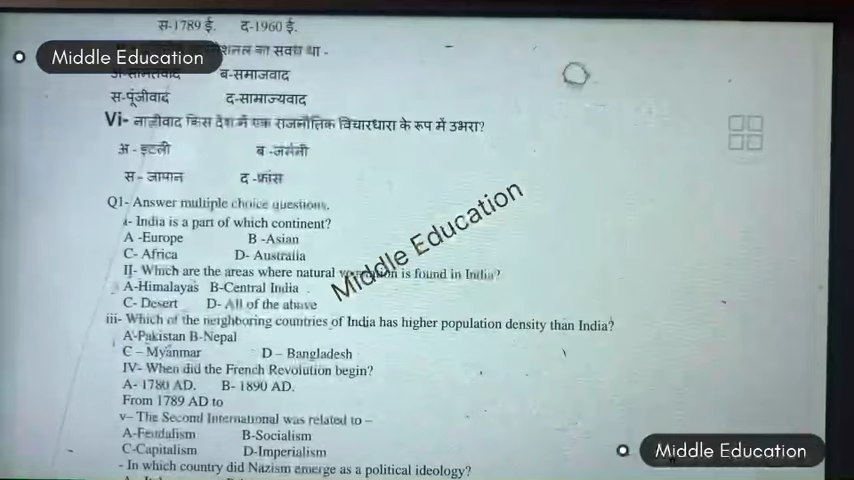 स-1789 ई. द-1960 ई.
Middle Education
का संबंध था -
अ-सामंतवाद ब-समाजवाद
स-पूंजीवाद द-साम्राज्यवाद
Vi- नाजीवाद किस देश में एक राजनीतिक विचारधारा के रूप में उभरा?
अ - इटली ब -जर्मनी
स - जापान द -फ्रांस
Q1- Answer multiple choice questions.
i- India is a part of which continent?
A -Europe B -Asian
C- Africa D- Australia
II- Which are the areas where natural vegetation is found in India?
A-Himalayas B-Central India
C- Desert D- All of the above
iii- Which of the neighboring countries of India has higher population density than India?
A-Pakistan B-Nepal
C – Myanmar D – Bangladesh
IV- When did the French Revolution begin?
A- 1780 AD. B- 1890 AD.
From 1789 AD to
v– The Second International was related to –
A-Feudalism B-Socialism
C-Capitalism D-Imperialism
- In which country did Nazism emerge as a political ideology?
Middle Education
Middle Education